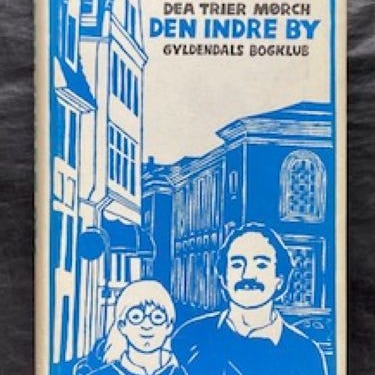 DEA TRIER MØRCH
DEN INDRE BY
GYLDENDALS BOGKLUB